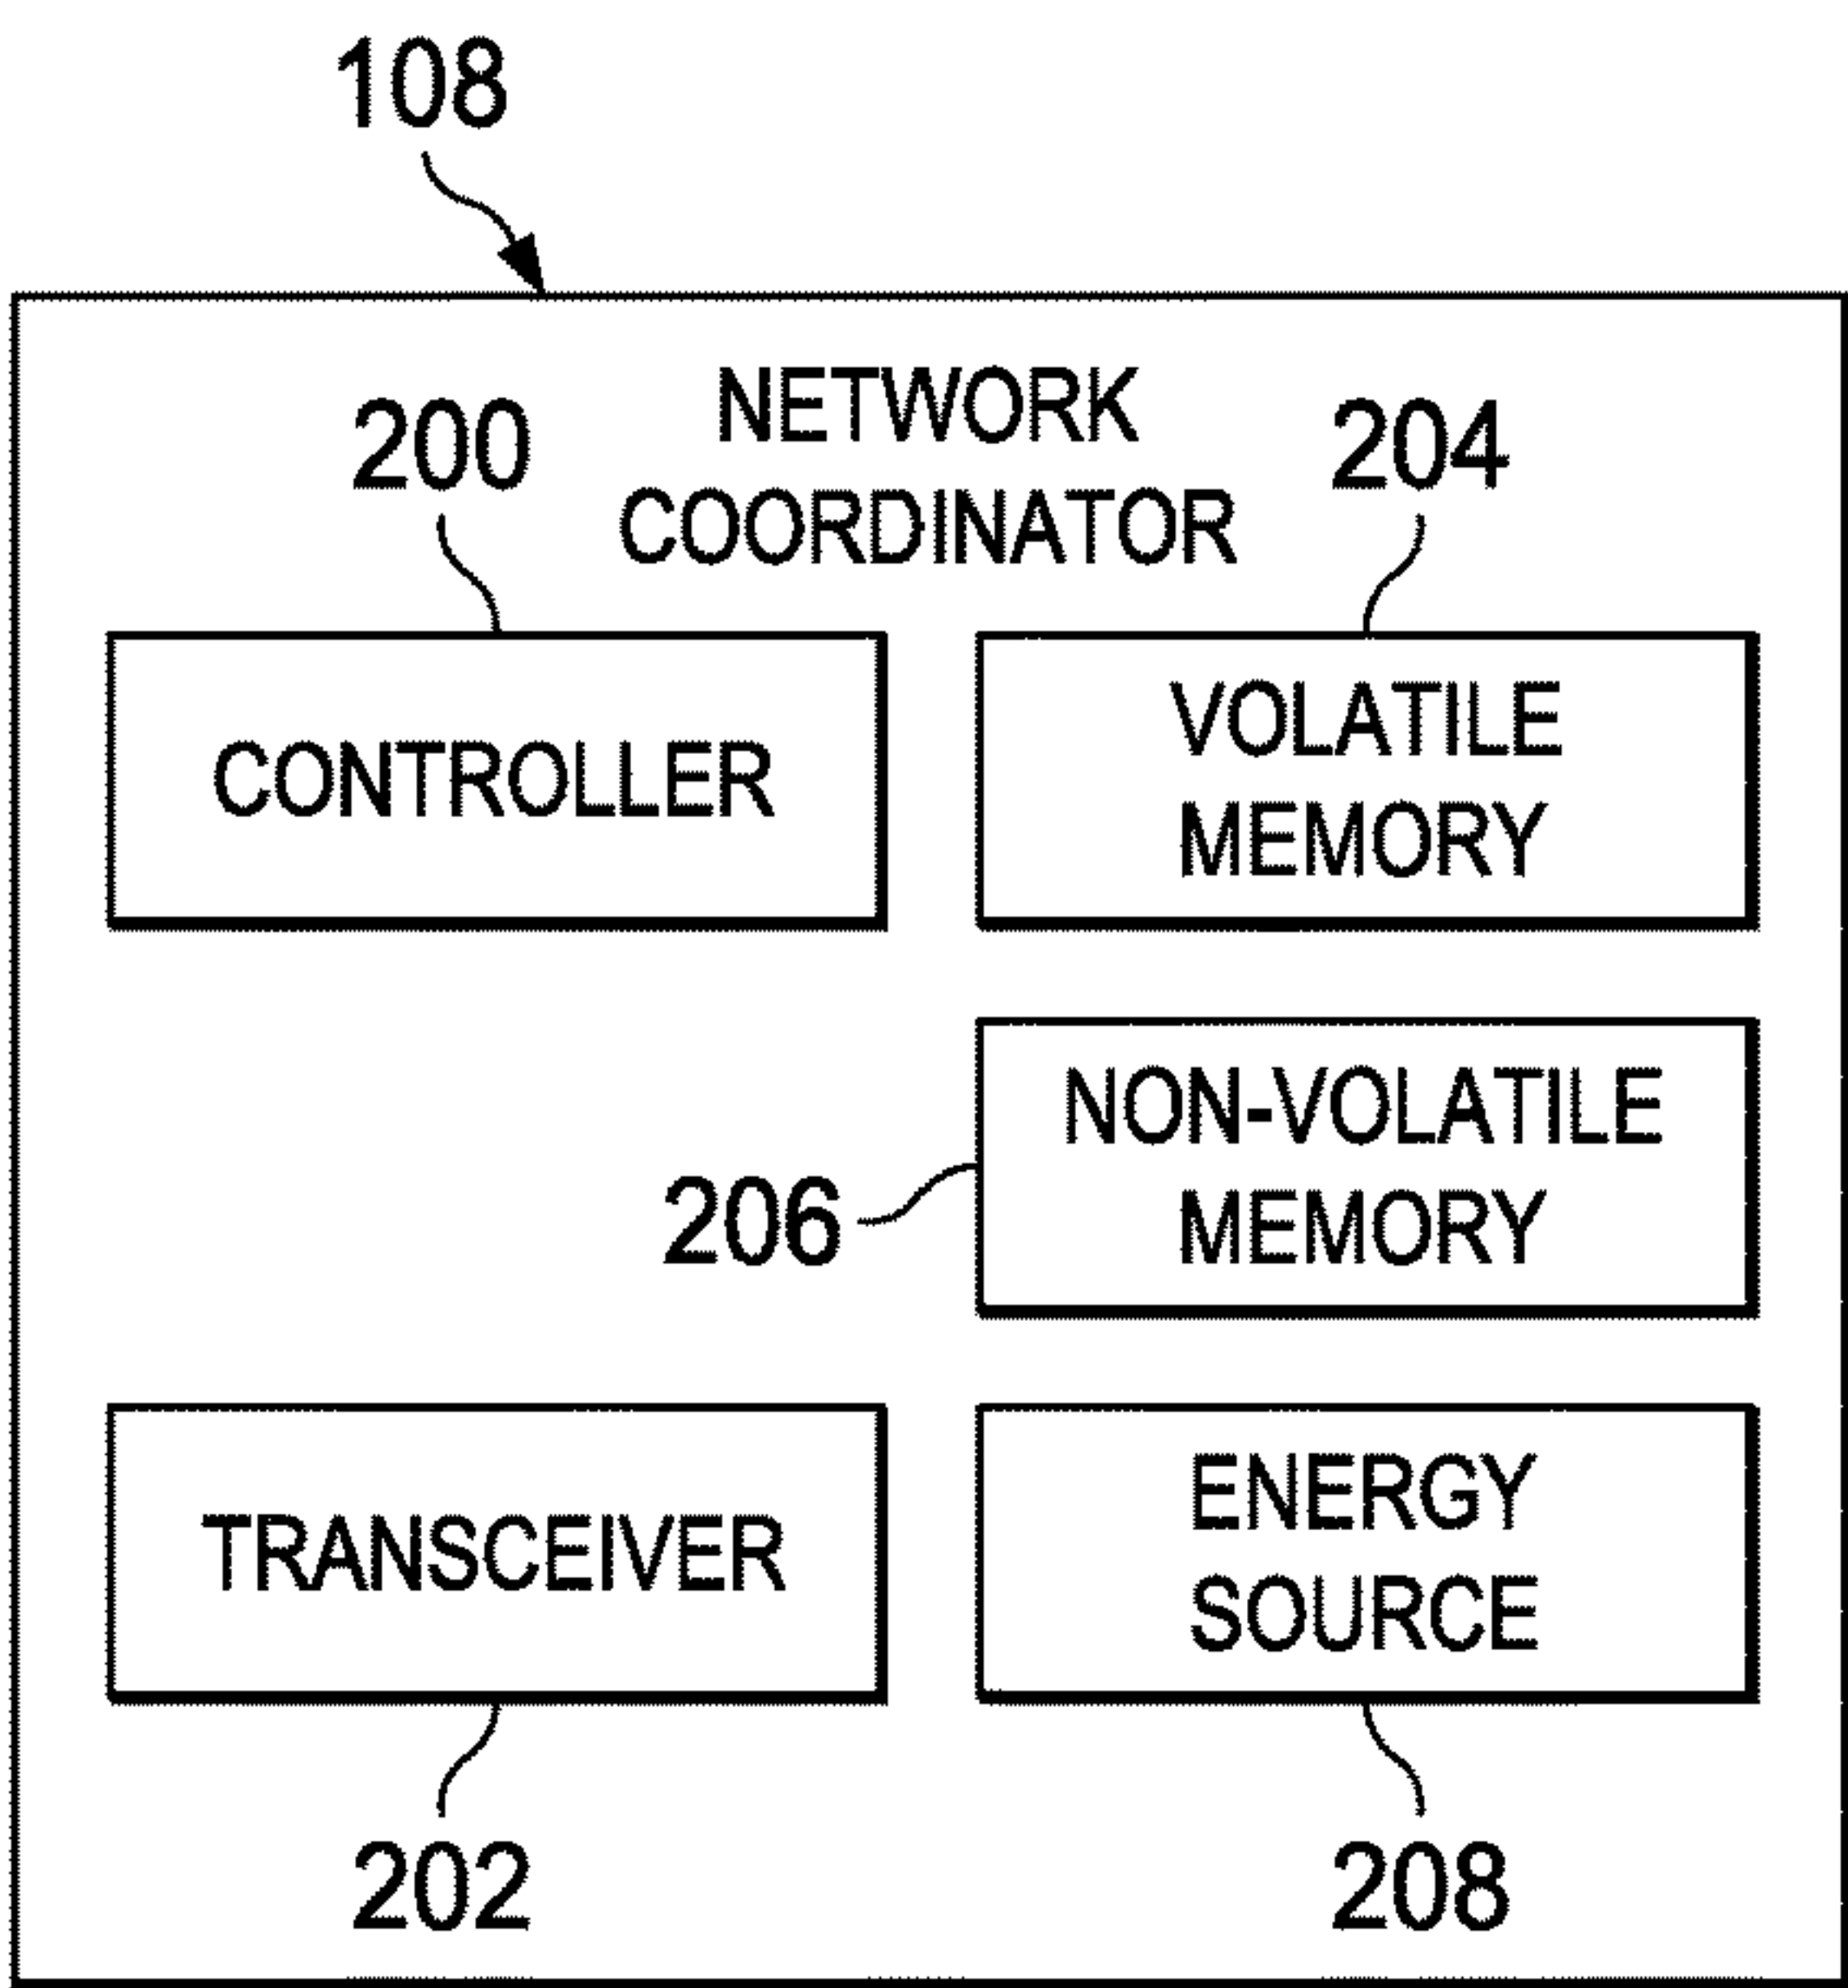 108
NETWORK
COORDINATOR
200
204
CONTROLLER
VOLATILE
MEMORY
NON-VOLATILE
MEMORY
206
TRANSCEIVER
ENERGY
SOURCE
202
208